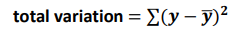 total variation = Σ(y − y̅)²